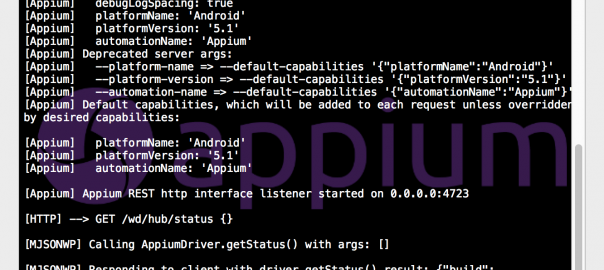 [Appium]   debugLogSpacing: true
[Appium]   platformName: 'Android'
[Appium]   platformVersion: '5.1'
[Appium]   automationName: 'Appium'
[Appium] Deprecated server args:
[Appium]   --platform-name => --default-capabilities '{"platformName":"Android"}'
[Appium]   --platform-version => --default-capabilities '{"platformVersion":"5.1"}'
[Appium]   --automation-name => --default-capabilities '{"automationName":"Appium"}'
[Appium] Default capabilities, which will be added to each request unless overridden
by desired capabilities:
[Appium]   platformName: 'Android'
[Appium]   platformVersion: '5.1'
[Appium]   automationName: 'Appium'
appium
[Appium] Appium REST http interface listener started on 0.0.0.0:4723
[HTTP] --> GET /wd/hub/status {}
[MJSONWP] Calling AppiumDriver.getStatus() with args: []
[MJSONWP] Responding to client with driver.getStatus() result: {"build":